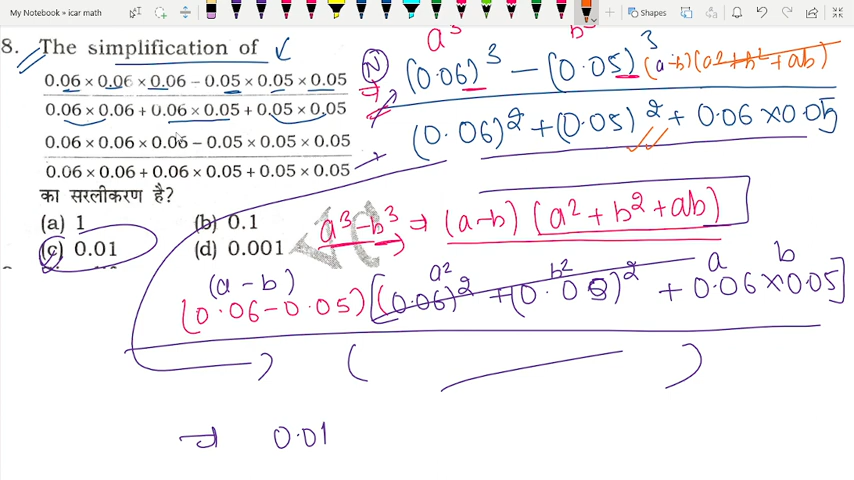 My Notebook » icar math
Shapes
8. The simplification of
0.06 × 0.06 × 0.06 − 0.05 × 0.05 × 0.05
0.06 × 0.06 + 0.06 × 0.05 + 0.05 × 0.05
0.06 × 0.06 × 0.06 − 0.05 × 0.05 × 0.05
0.06 × 0.06 + 0.06 × 0.05 + 0.05 × 0.05
का सरलीकरण है?
(a) 1 (b) 0.1
(c) 0.01 (d) 0.001
a³ b³
N (0.06)³ − (0.05)³ (a−b)(a²+b²+ab)
(0.06)² + (0.05)² + 0.06 × 0.05
a³−b³ ⇒ (a−b) (a²+b²+ab)
(a−b) a² b² a b
(0.06−0.05) [(0.06)² + (0.05)² + 0.06×0.05]
( )
0.01